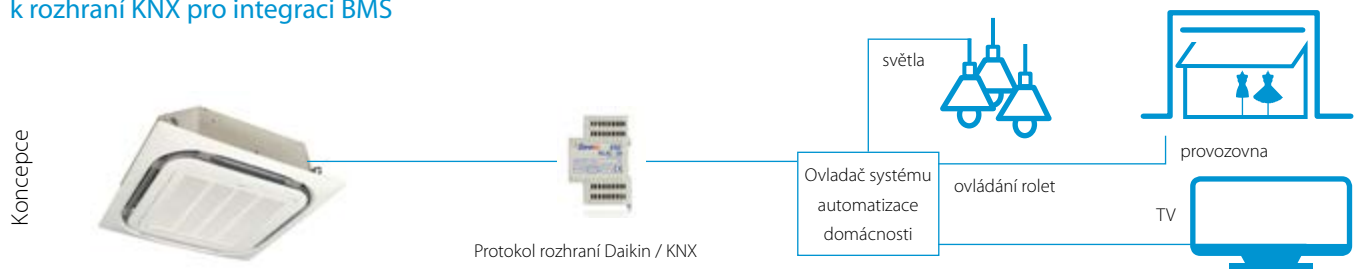 k rozhraní KNX pro integraci BMS
Koncepce
Protokol rozhraní Daikin / KNX
Ovladač systému
automatizace
domácnosti
světla
ovládání rolet
provozovna
TV